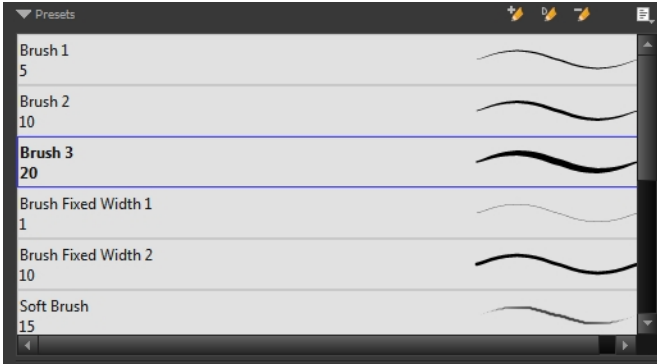 Presets
Brush 1
5
Brush 2
10
Brush 3
20
Brush Fixed Width 1
1
Brush Fixed Width 2
10
Soft Brush
15